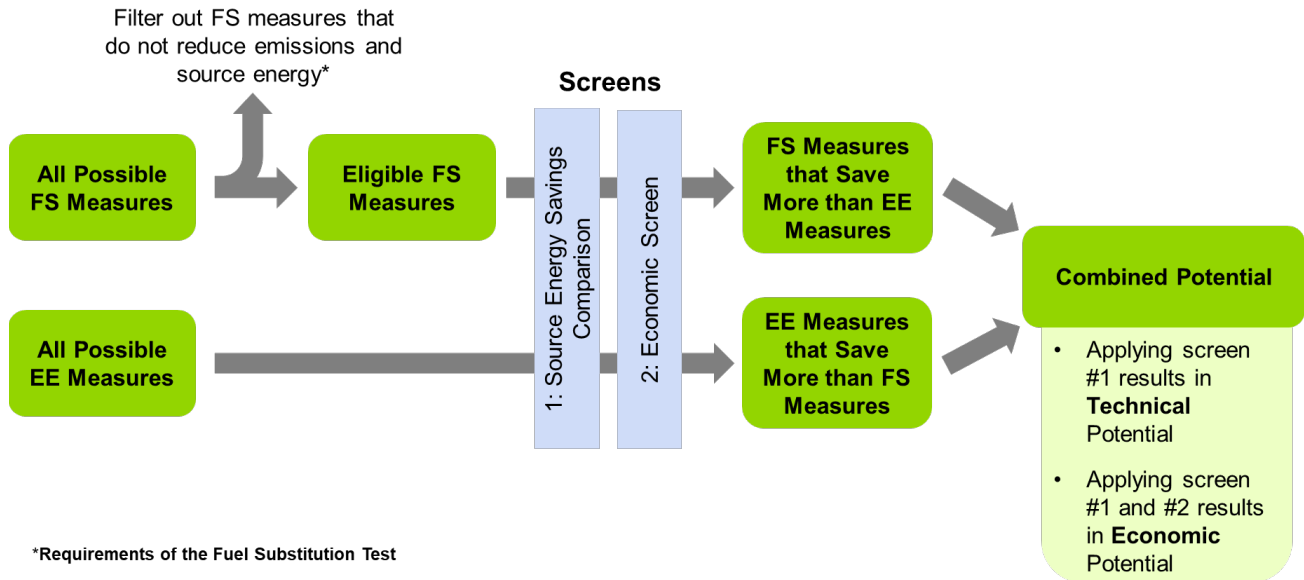 Filter out FS measures that
do not reduce emissions and
source energy*
Screens
All Possible
FS Measures
Eligible FS
Measures
1: Source Energy Savings
Comparison
2: Economic Screen
FS Measures
that Save
More than EE
Measures
All Possible
EE Measures
EE Measures
that Save
More than FS
Measures
Combined Potential
• Applying screen
#1 results in
Technical
Potential
• Applying screen
#1 and #2 results
in Economic
Potential
*Requirements of the Fuel Substitution Test